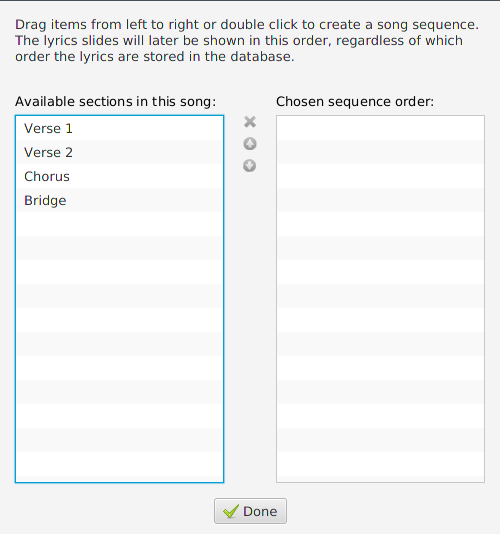 Drag items from left to right or double click to create a song sequence.
The lyrics slides will later be shown in this order, regardless of which
order the lyrics are stored in the database.
Available sections in this song:
Chosen sequence order:
Verse 1
Verse 2
Chorus
Bridge
Done